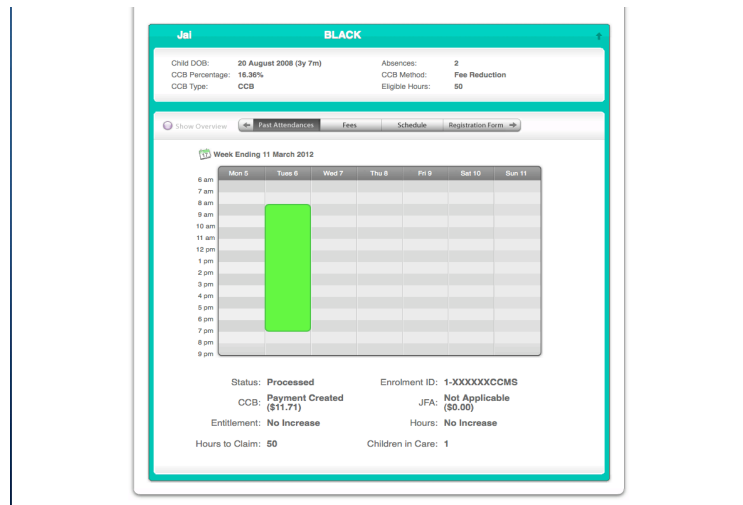 Jai BLACK
Child DOB: 20 August 2008 (3y 7m) Absences: 2
CCB Percentage: 16.36% CCB Method: Fee Reduction
CCB Type: CCB Eligible Hours: 50
Show Overview Past Attendances Fees Schedule Registration Form
17 Week Ending 11 March 2012
Mon 5 Tues 6 Wed 7 Thu 8 Fri 9 Sat 10 Sun 11
6 am
7 am
8 am
9 am
10 am
11 am
12 pm
1 pm
2 pm
3 pm
4 pm
5 pm
6 pm
7 pm
8 pm
9 pm
Status: Processed Enrolment ID: 1-XXXXXXCCMS
CCB: Payment Created ($11.71) JFA: Not Applicable ($0.00)
Entitlement: No Increase Hours: No Increase
Hours to Claim: 50 Children in Care: 1